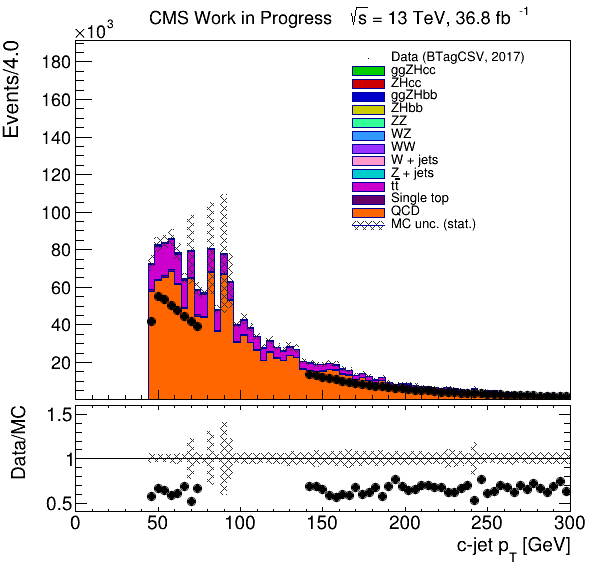 CMS Work in Progress √s = 13 TeV, 36.8 fb⁻¹
×10³
Events/4.0
180
160
140
120
100
80
60
40
20
Data (BTagCSV, 2017)
ggZHcc
ZHcc
ggZHbb
ZHbb
ZZ
WZ
WW
W + jets
Z + jets
tt̄
Single top
QCD
MC unc. (stat.)
Data/MC
1.5
1
0.5
0 50 100 150 200 250 300
c-jet p_T [GeV]